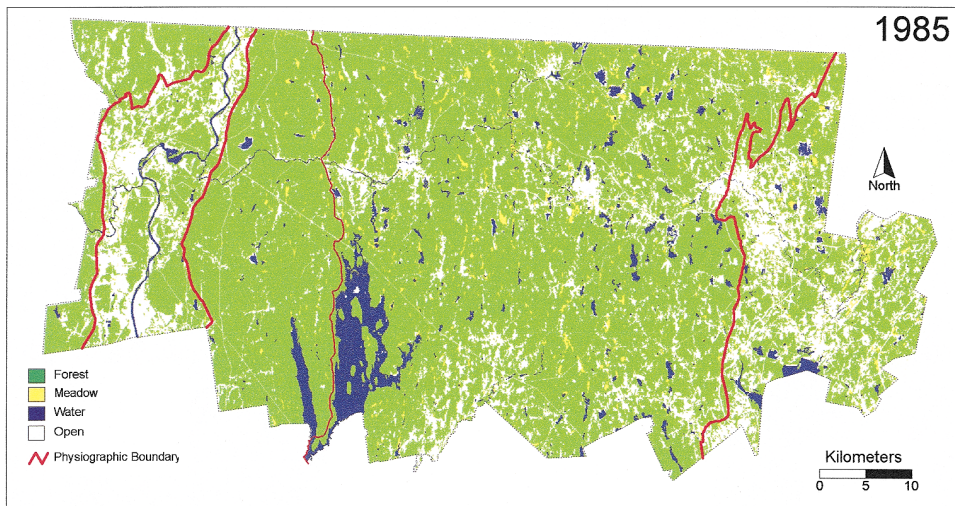 1985
North
Forest
Meadow
Water
Open
Physiographic Boundary
Kilometers
0 5 10